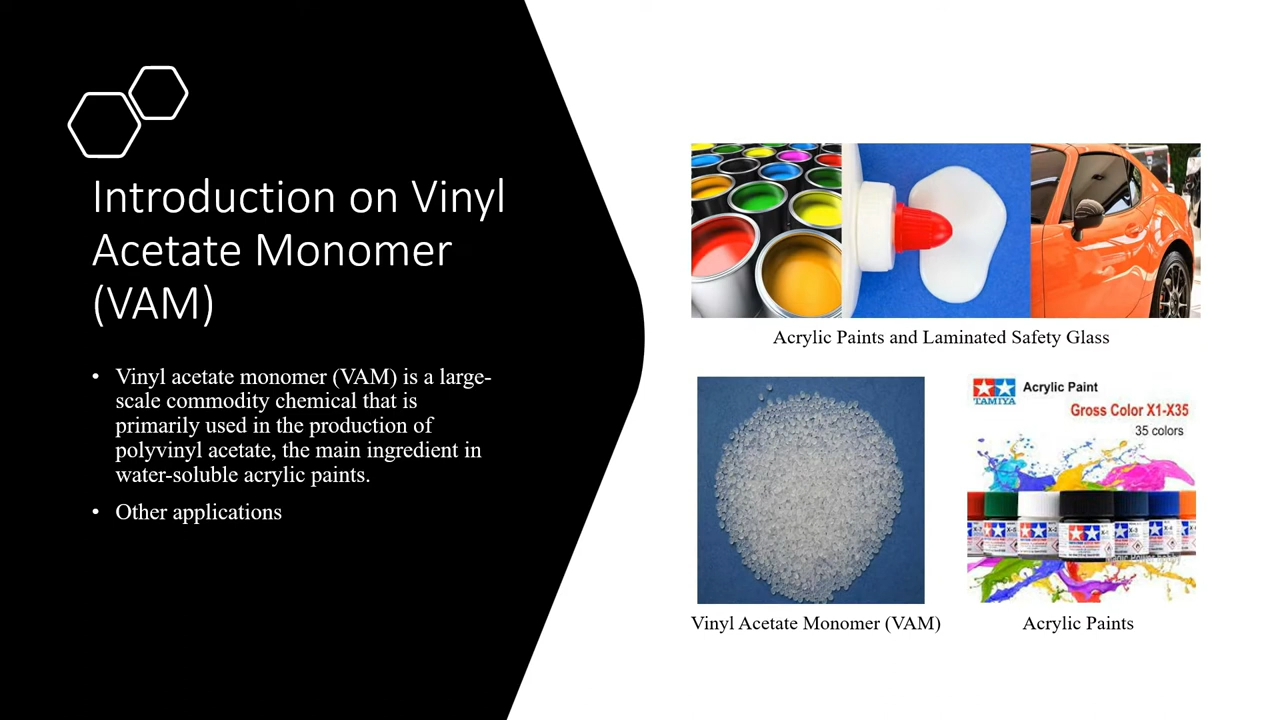 Introduction on Vinyl
Acetate Monomer
(VAM)
• Vinyl acetate monomer (VAM) is a large-
scale commodity chemical that is
primarily used in the production of
polyvinyl acetate, the main ingredient in
water-soluble acrylic paints.
• Other applications
Acrylic Paints and Laminated Safety Glass
TAMIYA
Acrylic Paint
Gross Color X1-X35
35 colors
Vinyl Acetate Monomer (VAM)
Acrylic Paints